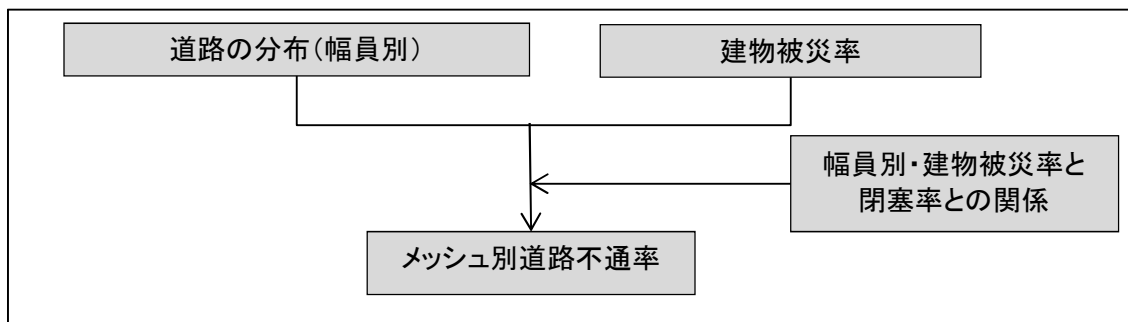 道路の分布(幅員別)
建物被災率
幅員別・建物被災率と
閉塞率との関係
メッシュ別道路不通率